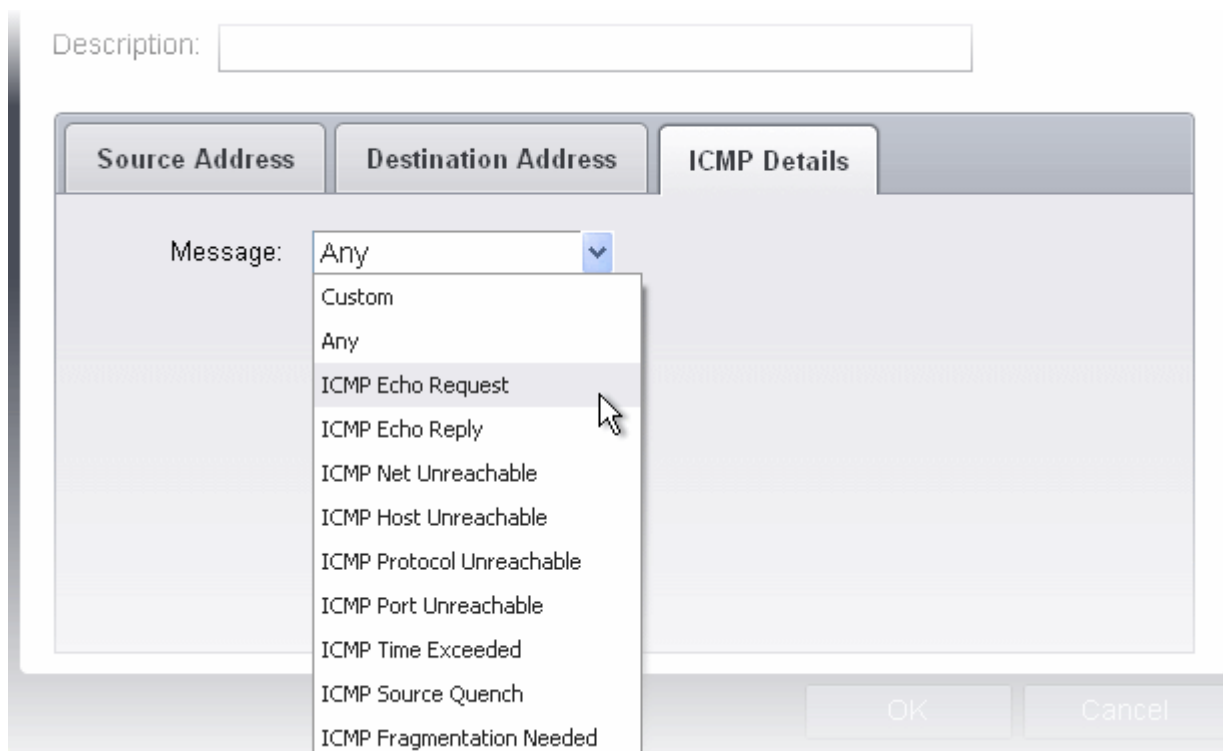 Description:
Source Address
Destination Address
ICMP Details
Message:
Any
Custom
Any
ICMP Echo Request
ICMP Echo Reply
ICMP Net Unreachable
ICMP Host Unreachable
ICMP Protocol Unreachable
ICMP Port Unreachable
ICMP Time Exceeded
ICMP Source Quench
ICMP Fragmentation Needed
OK
Cancel